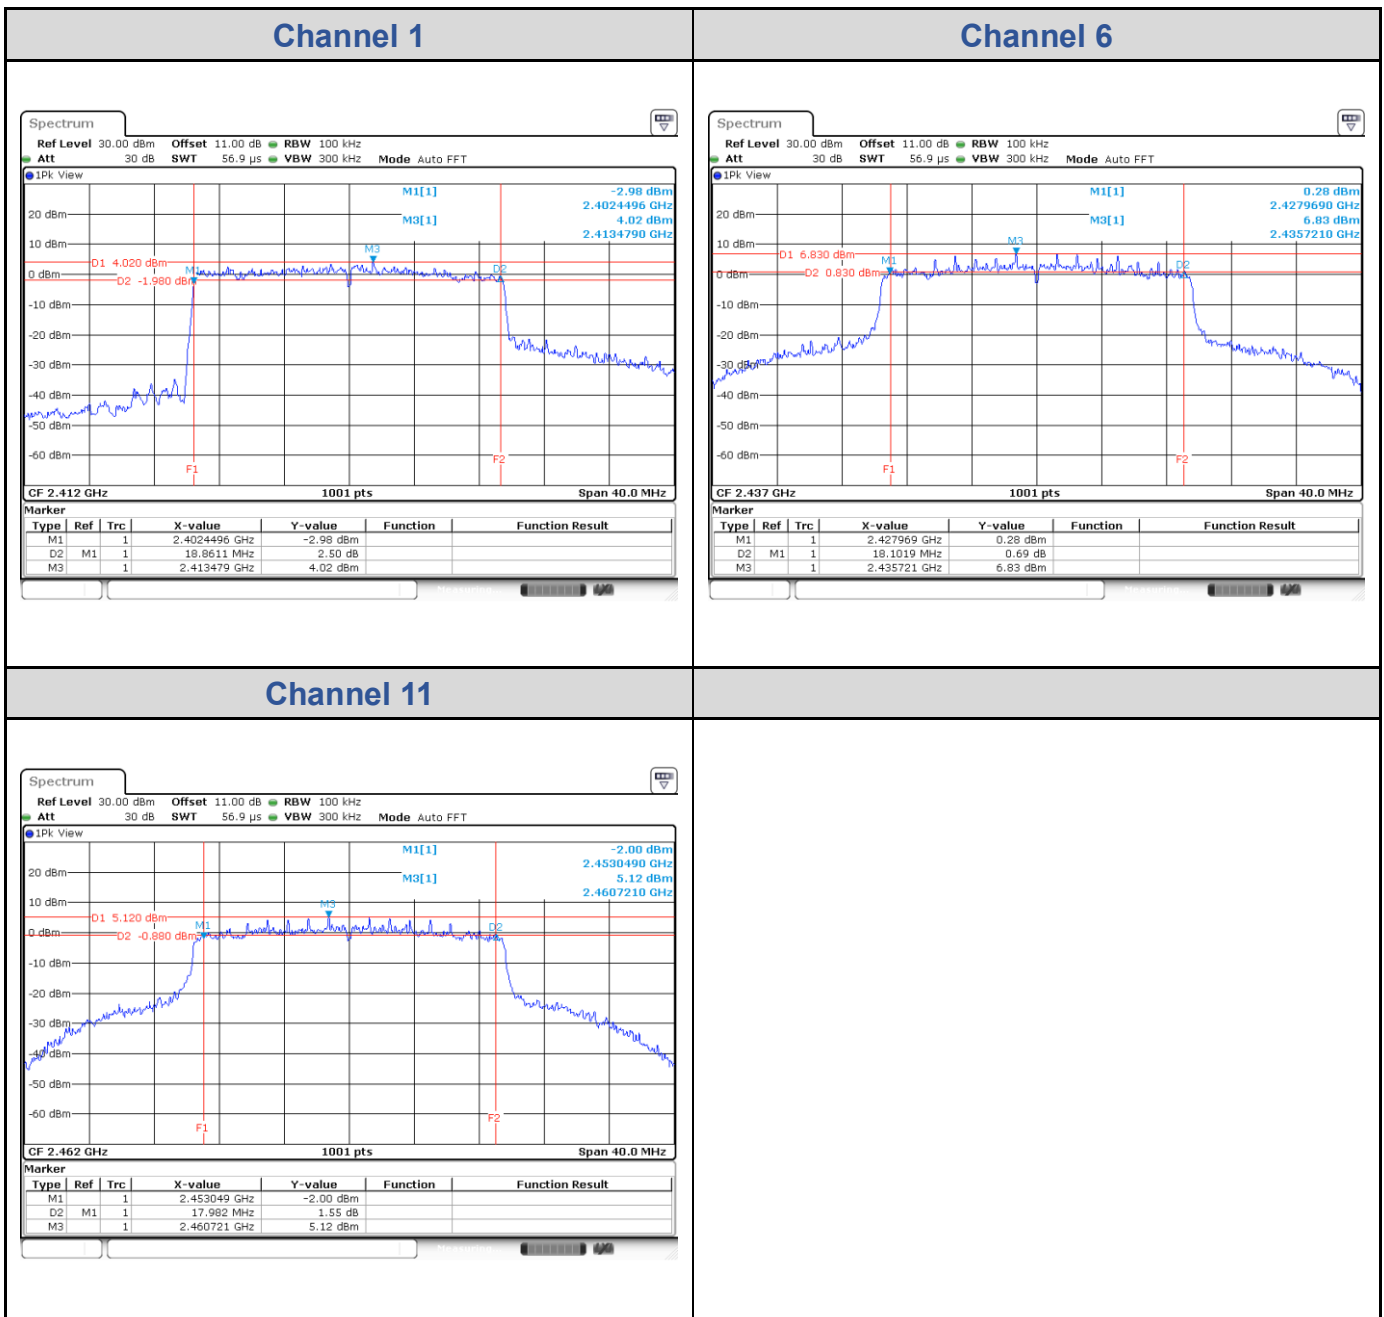 Channel 1
Channel 6
Spectrum
Ref Level 30.00 dBm Offset 11.00 dB RBW 100 kHz
Att 30 dB SWT 56.9 µs VBW 300 kHz Mode Auto FFT
1Pk View
M1[1] -2.98 dBm
2.4024496 GHz
M3[1] 4.02 dBm
2.4134790 GHz
20 dBm
10 dBm
M3
D1 4.020 dBm
0 dBm
M1
D2
D2 -1.980 dBm
-10 dBm
-20 dBm
-30 dBm
-40 dBm
-50 dBm
-60 dBm
F1
F2
CF 2.412 GHz 1001 pts Span 40.0 MHz
Marker
Type Ref Trc X-value Y-value Function Function Result
M1 1 2.4024496 GHz -2.98 dBm
D2 M1 1 18.8611 MHz 2.50 dB
M3 1 2.413479 GHz 4.02 dBm
Measuring...
Spectrum
Ref Level 30.00 dBm Offset 11.00 dB RBW 100 kHz
Att 30 dB SWT 56.9 µs VBW 300 kHz Mode Auto FFT
1Pk View
M1[1] 0.28 dBm
2.4279690 GHz
M3[1] 6.83 dBm
2.4357210 GHz
20 dBm
10 dBm
M3
D1 6.830 dBm
M1
D2
0 dBm
D2 0.830 dBm
-10 dBm
-20 dBm
-30 dBm
-40 dBm
-50 dBm
-60 dBm
F1
F2
CF 2.437 GHz 1001 pts Span 40.0 MHz
Marker
Type Ref Trc X-value Y-value Function Function Result
M1 1 2.427969 GHz 0.28 dBm
D2 M1 1 18.1019 MHz 0.69 dB
M3 1 2.435721 GHz 6.83 dBm
Measuring...
Channel 11
Spectrum
Ref Level 30.00 dBm Offset 11.00 dB RBW 100 kHz
Att 30 dB SWT 56.9 µs VBW 300 kHz Mode Auto FFT
1Pk View
M1[1] -2.00 dBm
2.4530490 GHz
M3[1] 5.12 dBm
2.4607210 GHz
20 dBm
10 dBm
M3
D1 5.120 dBm
M1
D2
0 dBm
D2 -0.880 dBm
-10 dBm
-20 dBm
-30 dBm
-40 dBm
-50 dBm
-60 dBm
F1
F2
CF 2.462 GHz 1001 pts Span 40.0 MHz
Marker
Type Ref Trc X-value Y-value Function Function Result
M1 1 2.453049 GHz -2.00 dBm
D2 M1 1 17.982 MHz 1.55 dB
M3 1 2.460721 GHz 5.12 dBm
Measuring...